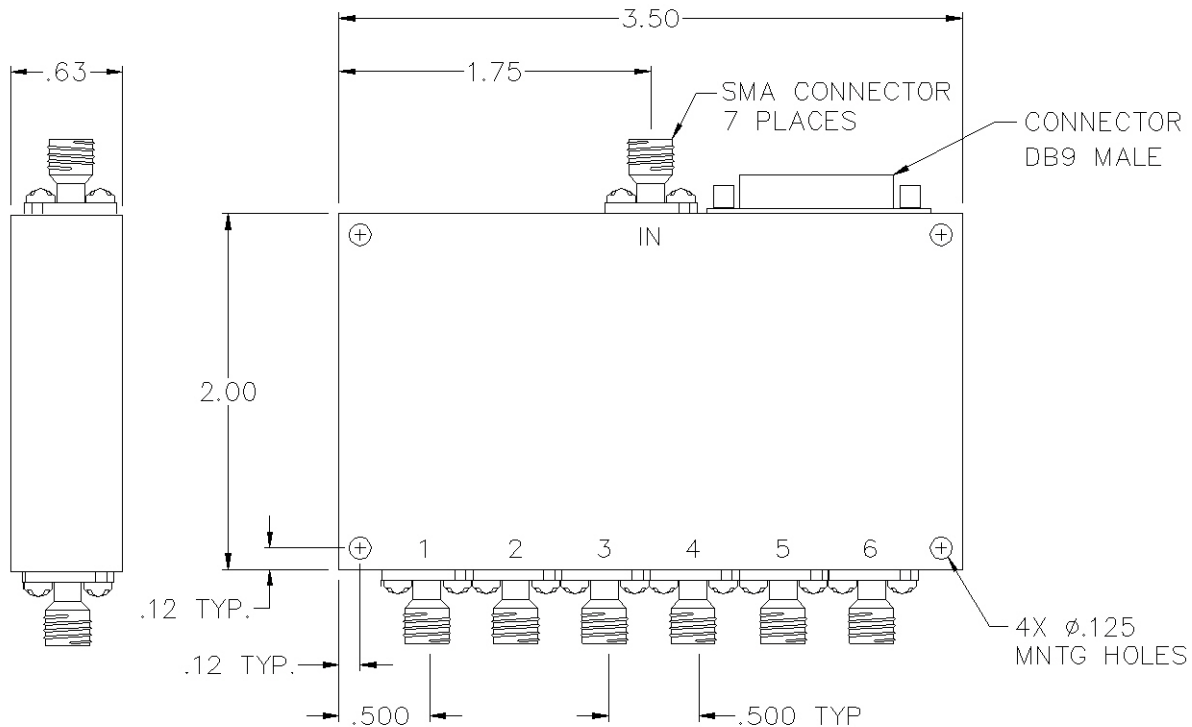 3.50
.63
1.75
SMA CONNECTOR
7 PLACES
CONNECTOR
DB9 MALE
IN
2.00
1 2 3 4 5 6
.12 TYP.
4X ø.125
MNTG HOLES
.12 TYP.
.500
.500 TYP